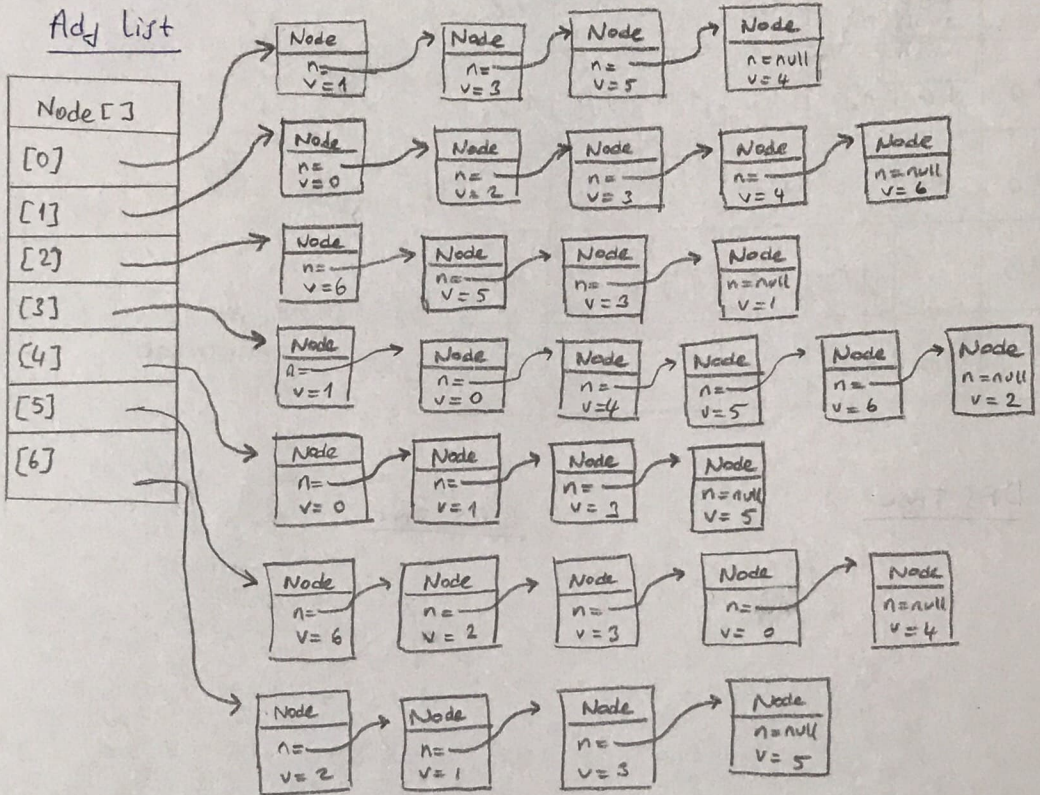 Adj list
Node[]
[0]
[1]
[2]
[3]
[4]
[5]
[6]
Node
n=
v=1
Node
n=
v=3
Node
n=
v=5
Node
n=null
v=4
Node
n=
v=0
Node
n=
v=2
Node
n=
v=3
Node
n=
v=4
Node
n=null
v=6
Node
n=
v=6
Node
n=
v=5
Node
n=
v=3
Node
n=null
v=1
Node
n=
v=1
Node
n=
v=0
Node
n=
v=4
Node
n=
v=5
Node
n=
v=6
Node
n=null
v=2
Node
n=
v=0
Node
n=
v=1
Node
n=
v=3
Node
n=null
v=5
Node
n=
v=6
Node
n=
v=2
Node
n=
v=3
Node
n=
v=0
Node
n=null
v=4
Node
n=
v=2
Node
n=
v=1
Node
n=
v=3
Node
n=null
v=5